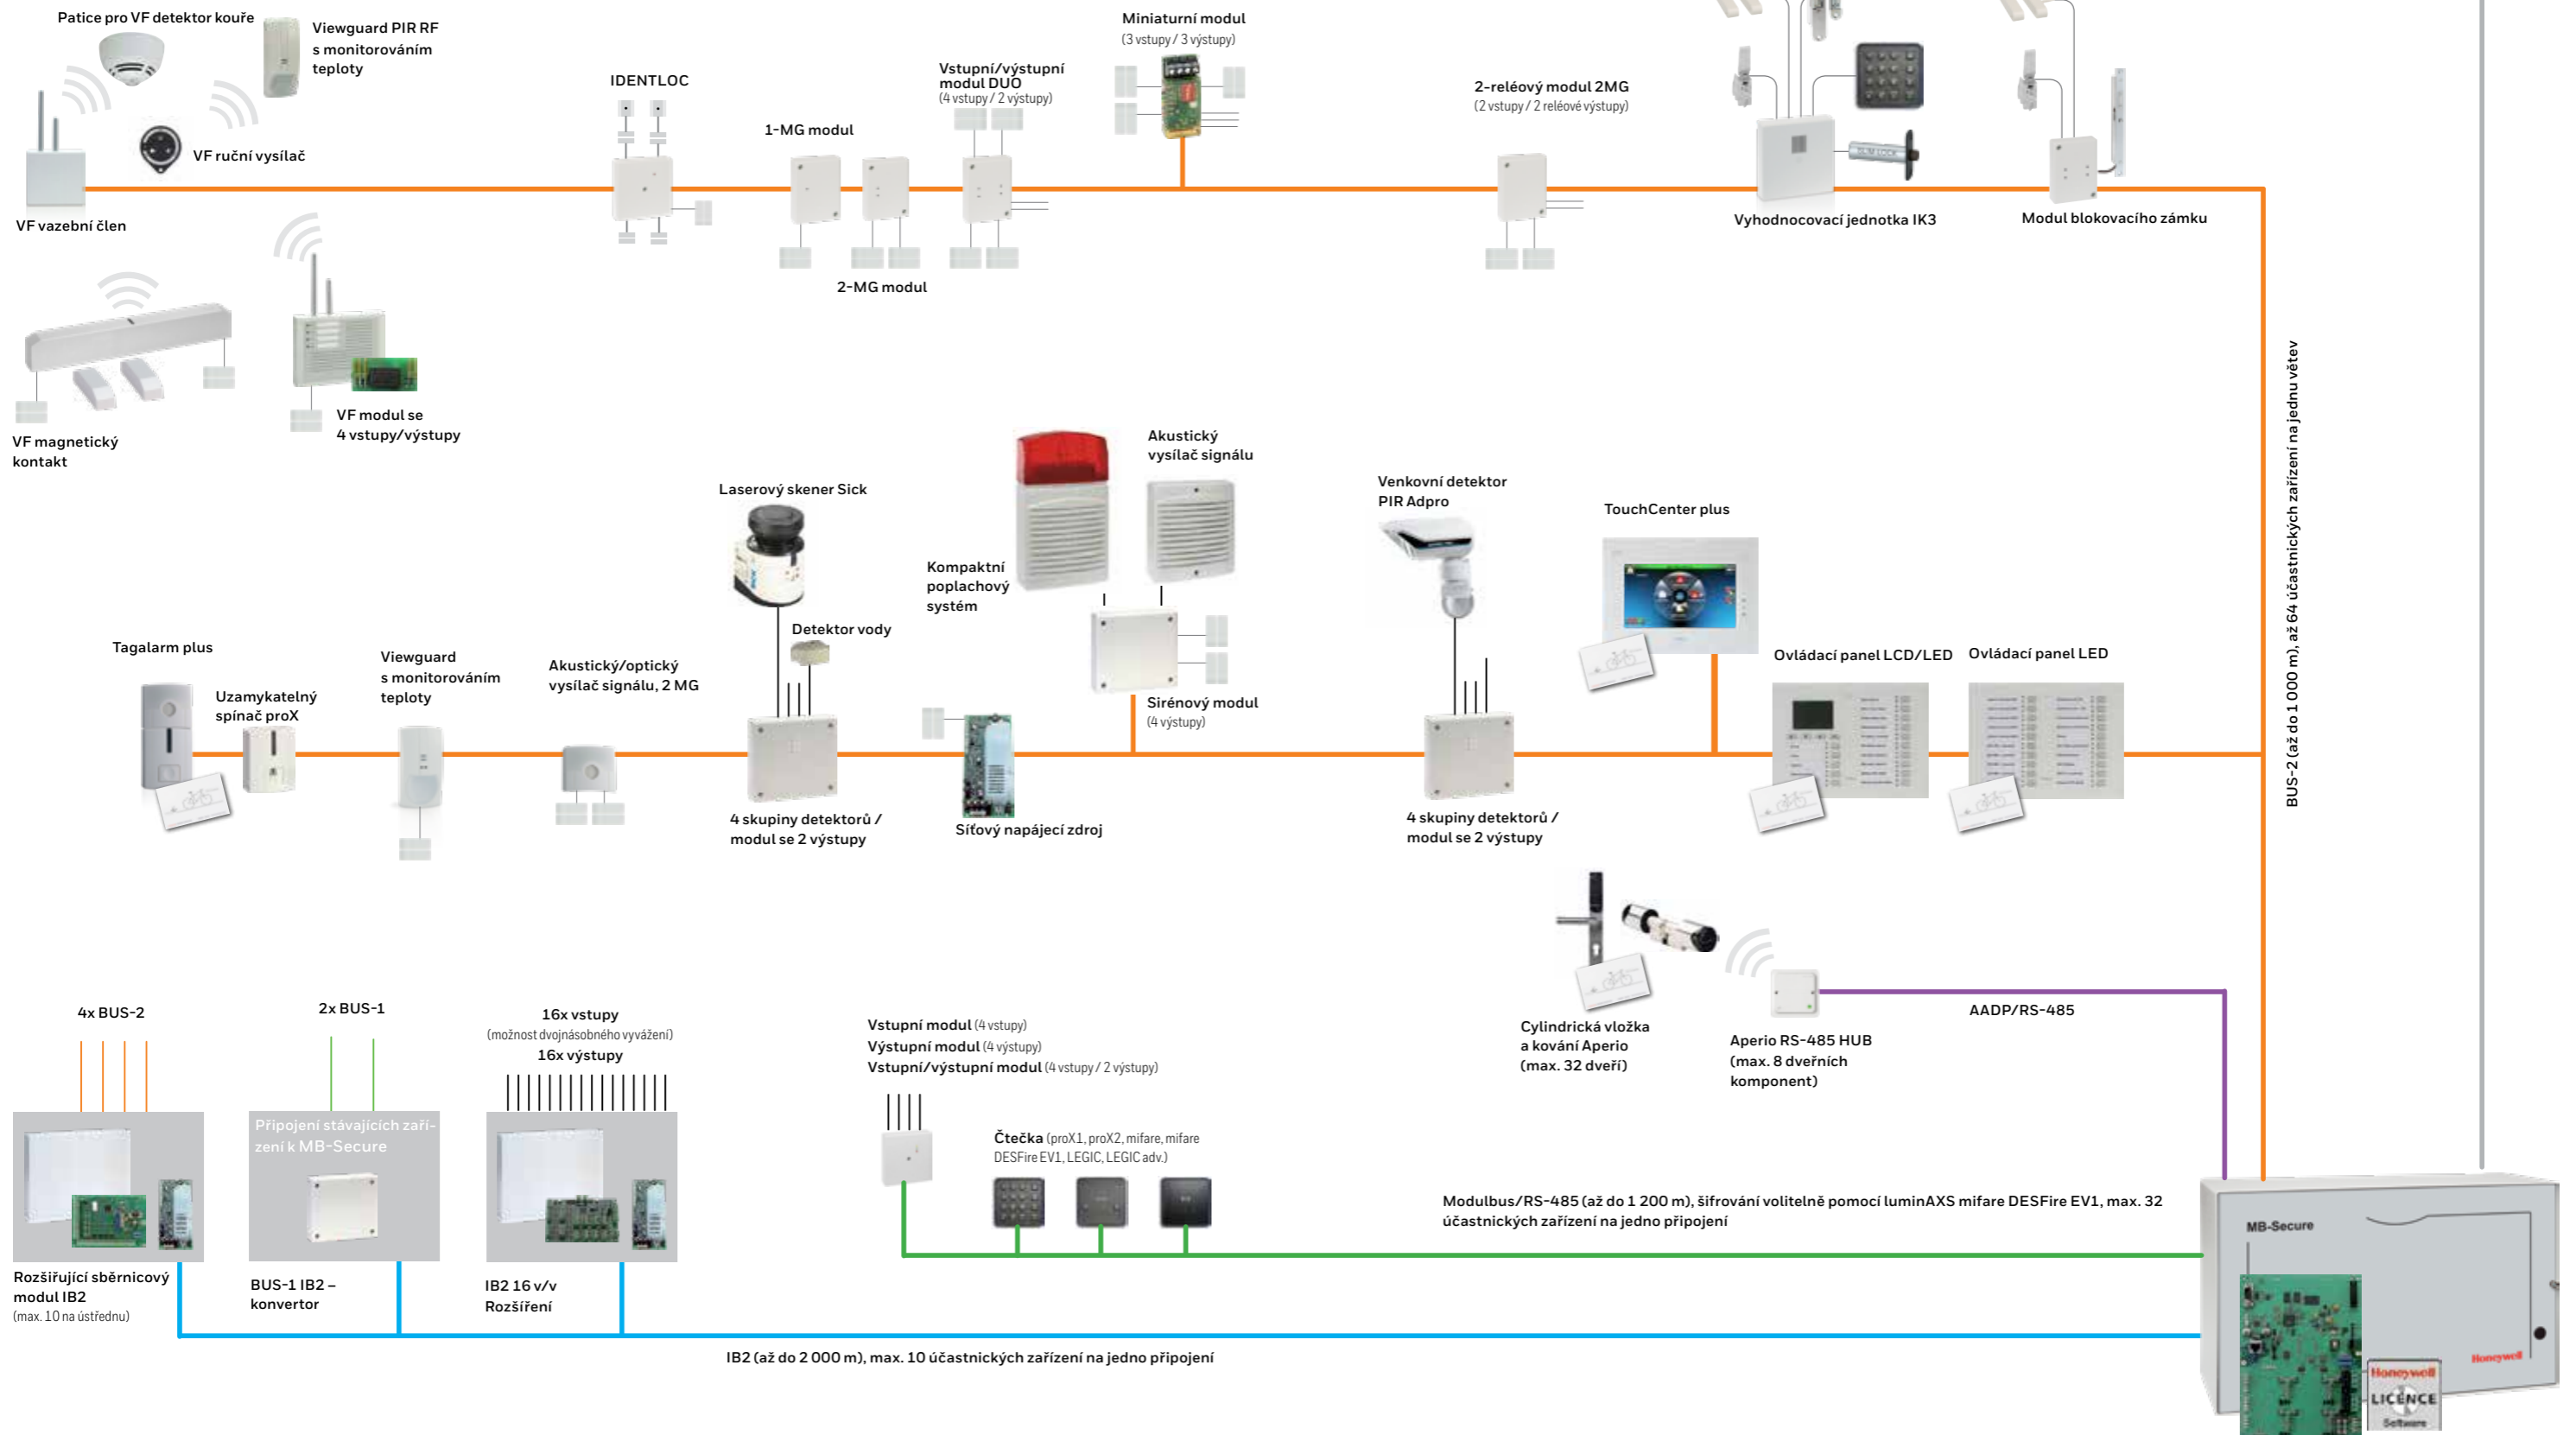 Patice pro VF detektor kouře
Viewguard PIR RF
s monitorováním
teploty
VF ruční vysílač
VF vazební člen
IDENTLOC
1-MG modul
2-MG modul
Vstupní/výstupní
modul DUO
(4 vstupy / 2 výstupy)
Miniaturní modul
(3 vstupy / 3 výstupy)
2-reléový modul 2MG
(2 vstupy / 2 reléové výstupy)
Vyhodnocovací jednotka IK3
Modul blokovacího zámku
VF magnetický
kontakt
VF modul se
4 vstupy/výstupy
BUS-2 (až do 1 000 m), až 64 účastnických zařízení na jednu větev
Tagalarm plus
Uzamykatelný
spínač proX
Viewguard
s monitorováním
teploty
Akustický/optický
vysílač signálu, 2 MG
Laserový skener Sick
Detektor vody
4 skupiny detektorů /
modul se 2 výstupy
Síťový napájecí zdroj
Kompaktní
poplachový
systém
Akustický
vysílač signálu
Sirénový modul
(4 výstupy)
Venkovní detektor
PIR Adpro
4 skupiny detektorů /
modul se 2 výstupy
TouchCenter plus
Ovládací panel LCD/LED
Ovládací panel LED
Cylindrická vložka
a kování Aperio
(max. 32 dveří)
Aperio RS-485 HUB
(max. 8 dveřních
komponent)
AADP/RS-485
4x BUS-2
2x BUS-1
16x vstupy
(možnost dvojnásobného vyvážení)
16x výstupy
Připojení stávajících zaří-
zení k MB-Secure
Rozšiřující sběrnicový
modul IB2
(max. 10 na ústřednu)
BUS-1 IB2 –
konvertor
IB2 16 v/v
Rozšíření
Vstupní modul (4 vstupy)
Výstupní modul (4 výstupy)
Vstupní/výstupní modul (4 vstupy / 2 výstupy)
Čtečka (proX1, proX2, mifare, mifare
DESFire EV1, LEGIC, LEGIC adv.)
Modulbus/RS-485 (až do 1 200 m), šifrování volitelně pomocí luminAXS mifare DESFire EV1, max. 32
účastnických zařízení na jedno připojení
IB2 (až do 2 000 m), max. 10 účastnických zařízení na jedno připojení
MB-Secure
Honeywell
Honeywell
LICENCE
Software